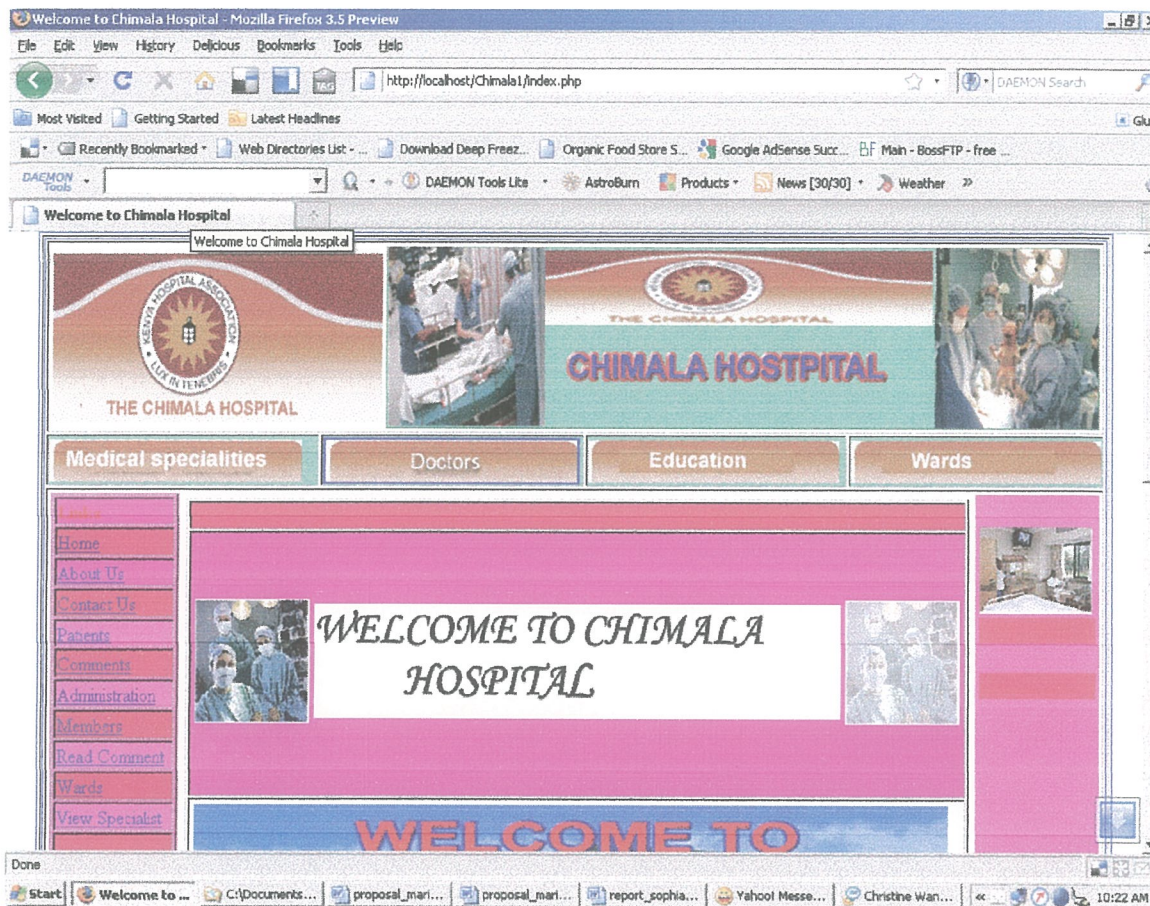 Welcome to Chimala Hospital - Mozilla Firefox 3.5 Preview
File Edit View History Delicious Bookmarks Tools Help
TAG http://localhost/Chimala1/index.php DAEMON Search
Most Visited Getting Started Latest Headlines Glu
Recently Bookmarked Web Directories List - ... Download Deep Freez... Organic Food Store S... Google AdSense Succ... BF Main - BossFTP - free ...
DAEMON Tools DAEMON Tools Lite AstroBurn Products News [30/30] Weather »
Welcome to Chimala Hospital
Welcome to Chimala Hospital
KENYA HOSPITAL ASSOCIATION
LUX IN TENEBRIS
THE CHIMALA HOSPITAL
THE CHIMALA HOSPITAL
CHIMALA HOSTPITAL
Medical specialities Doctors Education Wards
Home
About Us
Contact Us
Patients
Comments
Administration
Members
Read Comment
Wards
View Specialist
WELCOME TO CHIMALA
HOSPITAL
WELCOME TO
Done
Start Welcome to ... C:\Documents... proposal_mari... proposal_mari... report_sophia... Yahoo! Messe... Christine Wan... « 10:22 AM